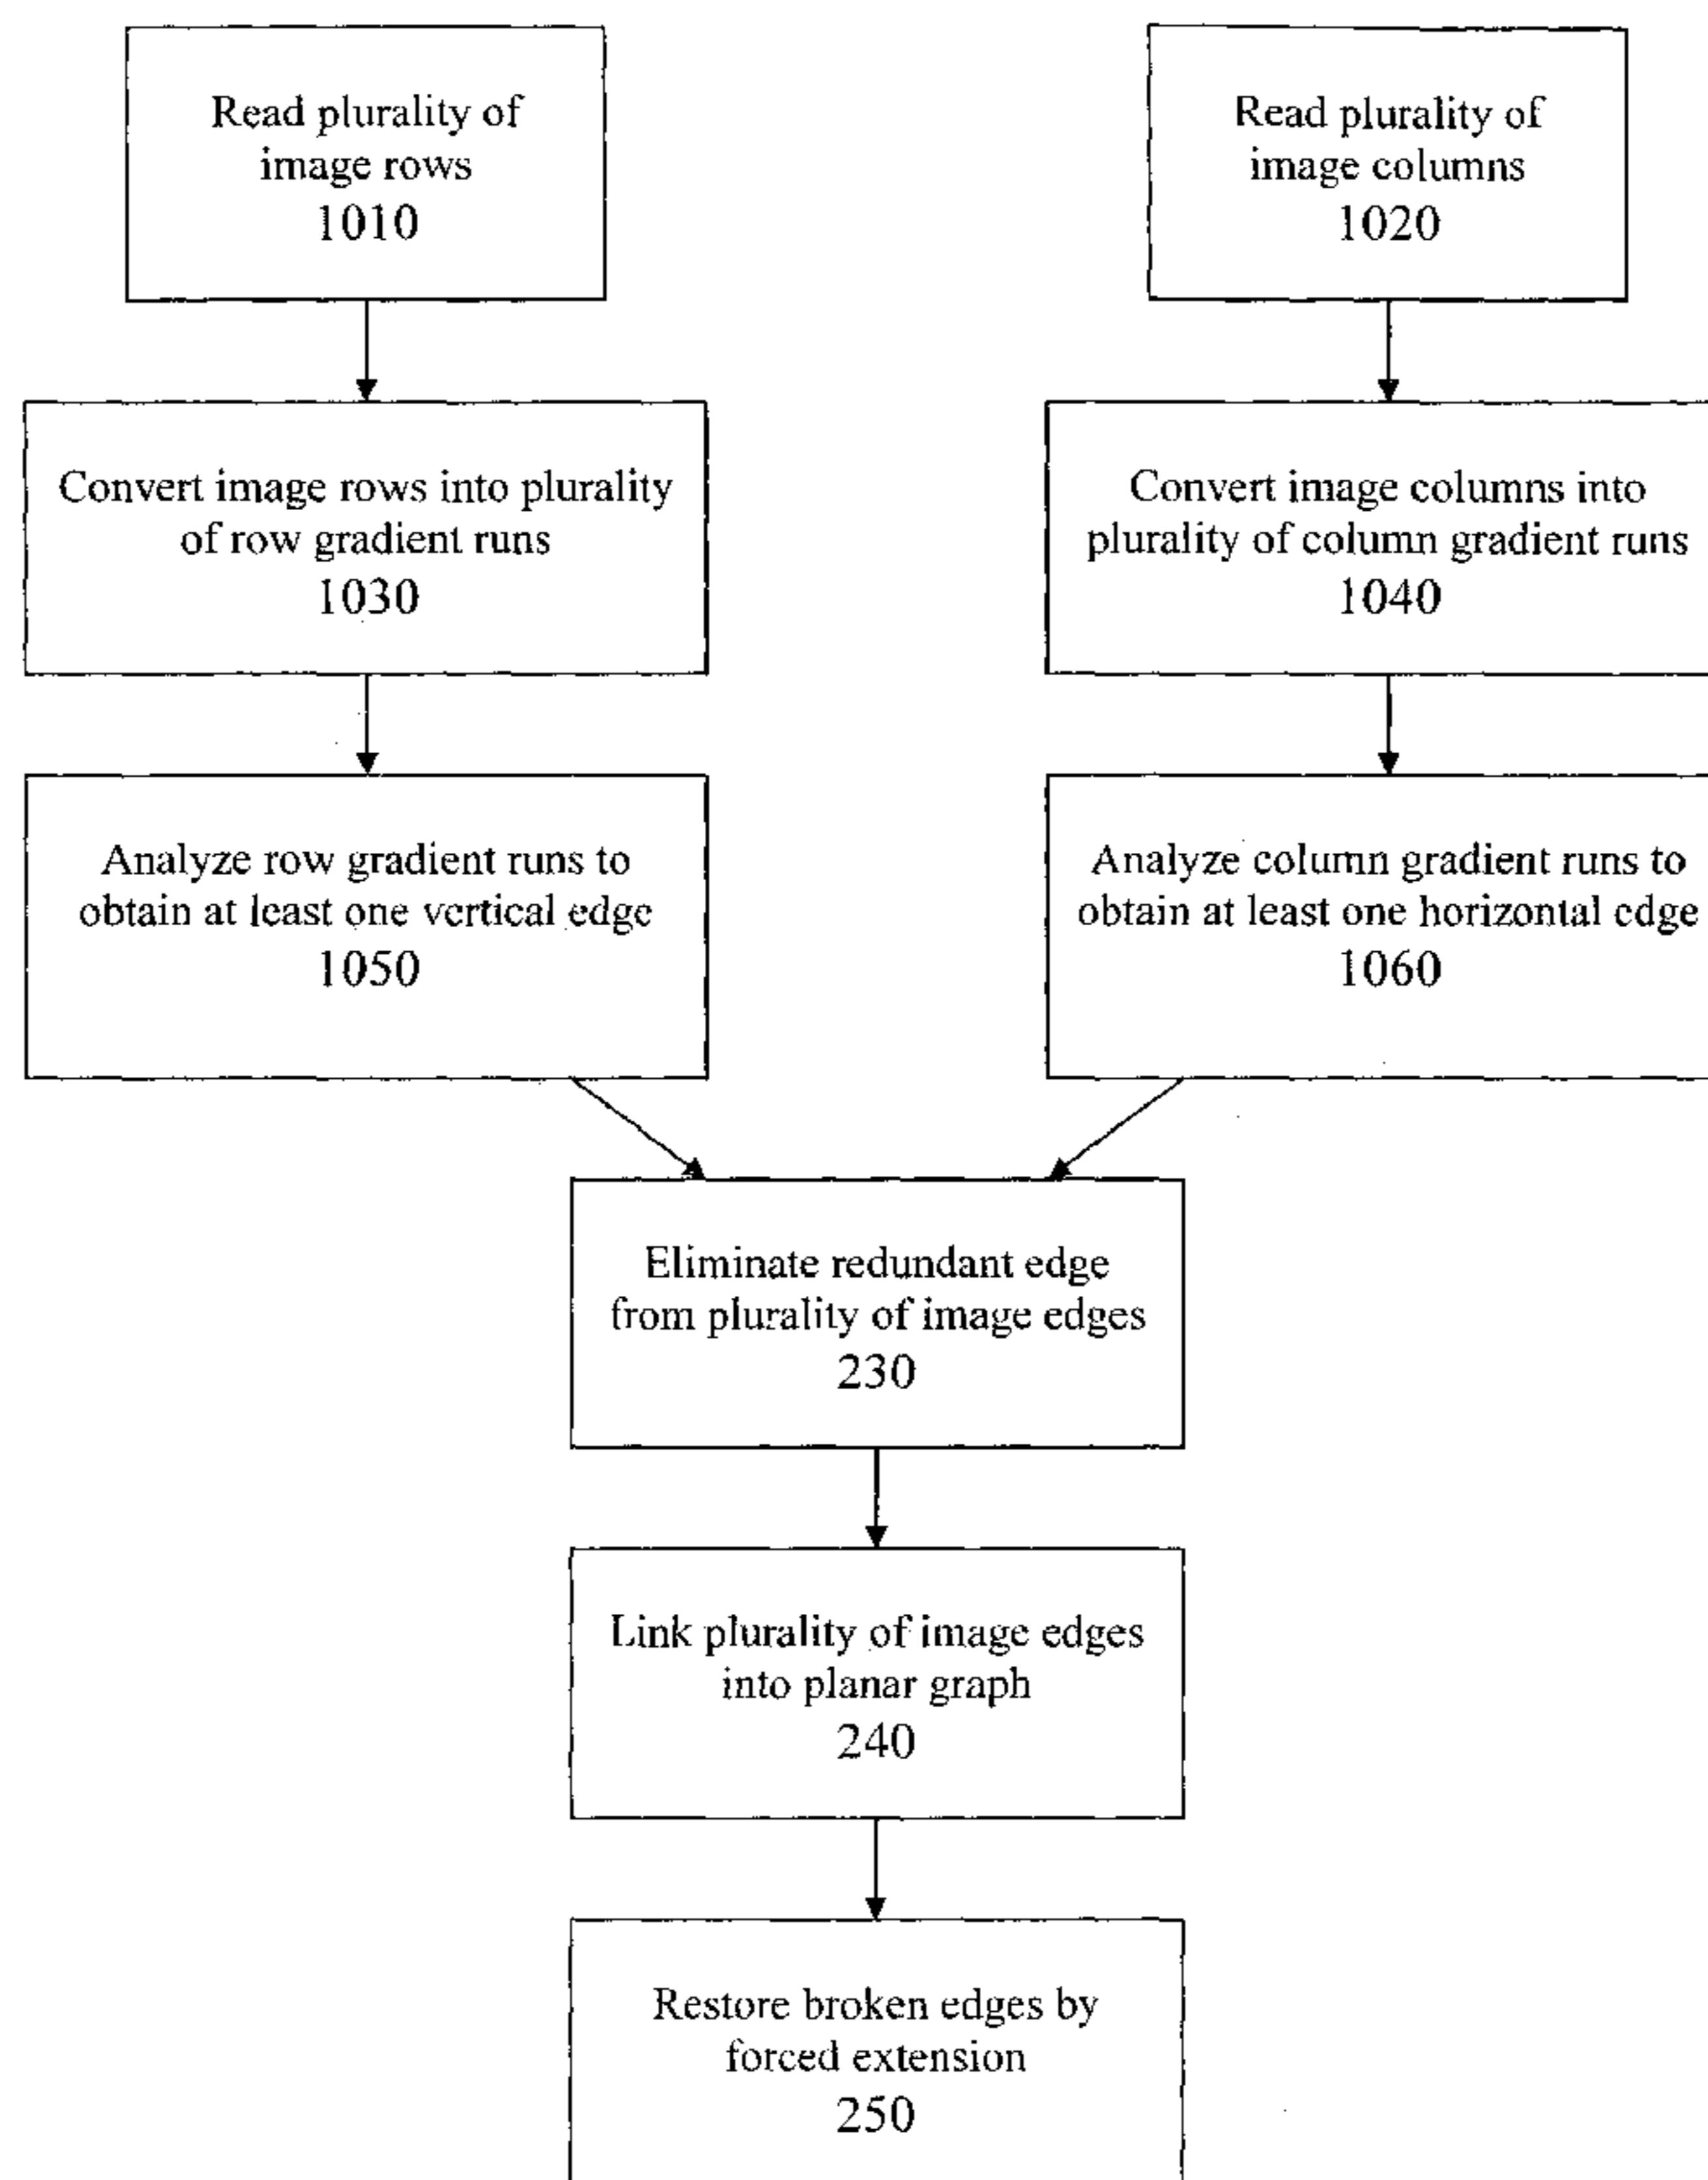 Read plurality of
image rows
1010
Read plurality of
image columns
1020
Convert image rows into plurality
of row gradient runs
1030
Convert image columns into
plurality of column gradient runs
1040
Analyze row gradient runs to
obtain at least one vertical edge
1050
Analyze column gradient runs to
obtain at least one horizontal edge
1060
Eliminate redundant edge
from plurality of image edges
230
Link plurality of image edges
into planar graph
240
Restore broken edges by
forced extension
250